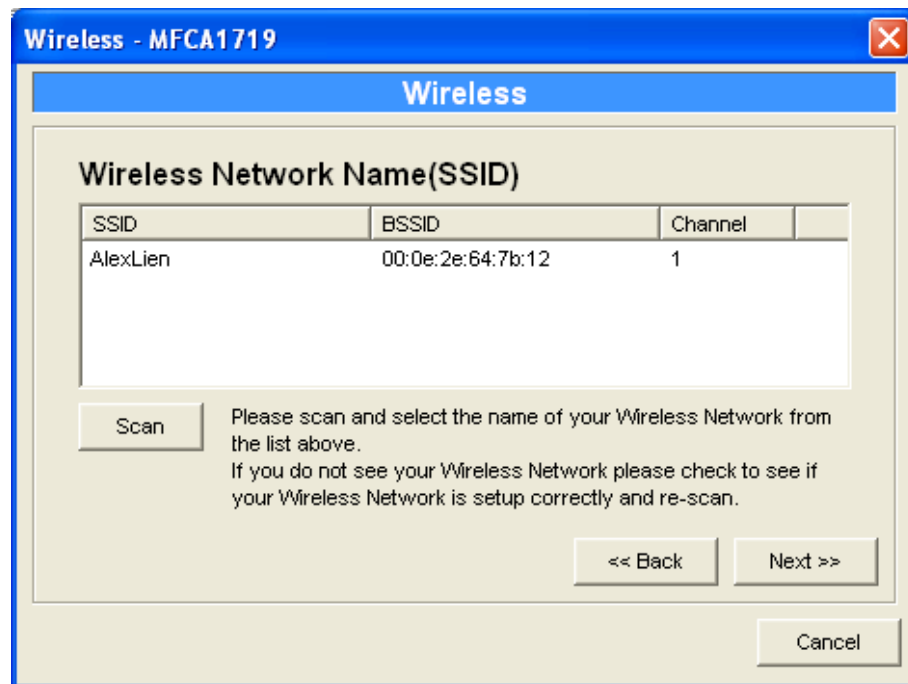 Wireless - MFCA1719
Wireless
Wireless Network Name(SSID)
SSID BSSID Channel
AlexLien 00:0e:2e:64:7b:12 1
Scan
Please scan and select the name of your Wireless Network from
the list above.
If you do not see your Wireless Network please check to see if
your Wireless Network is setup correctly and re-scan.
<< Back Next >>
Cancel